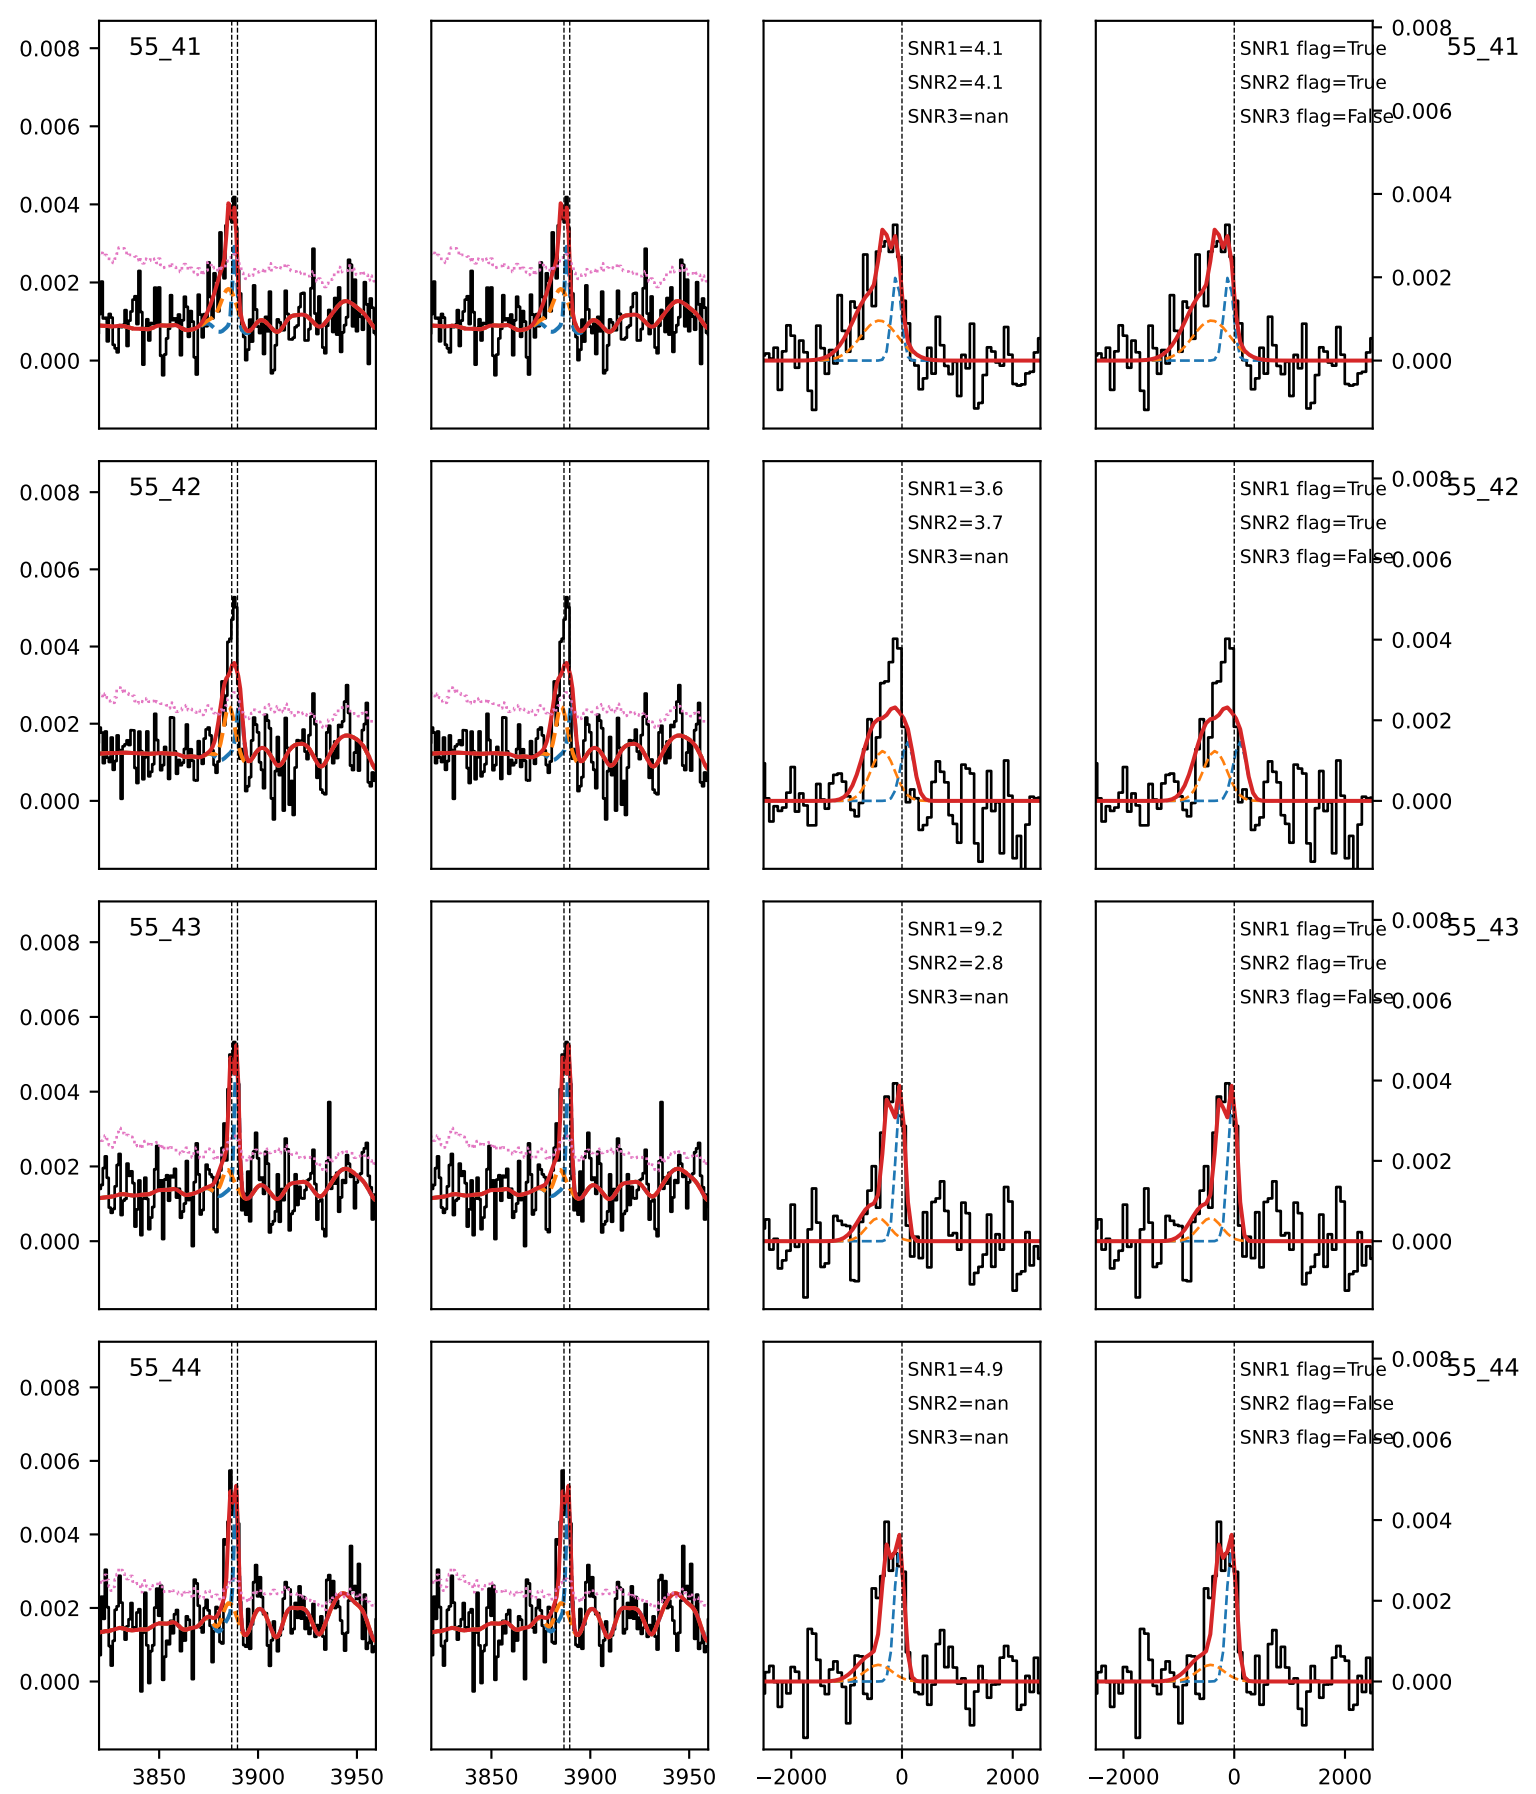 0.008
55_41
SNR1=4.1
SNR1 flag=True
0.008
55_41
SNR2=4.1
SNR2 flag=True
0.006
SNR3=nan
SNR3 flag=False
0.006
0.004
0.004
0.002
0.002
0.000
0.000
0.008
55_42
SNR1=3.6
SNR1 flag=True
0.008
55_42
SNR2=3.7
SNR2 flag=True
0.006
SNR3=nan
SNR3 flag=False
0.006
0.004
0.004
0.002
0.002
0.000
0.000
0.008
55_43
SNR1=9.2
SNR1 flag=True
0.008
55_43
SNR2=2.8
SNR2 flag=True
0.006
SNR3=nan
SNR3 flag=False
0.006
0.004
0.004
0.002
0.002
0.000
0.000
0.008
55_44
SNR1=4.9
SNR1 flag=True
0.008
55_44
SNR2=nan
SNR2 flag=False
0.006
SNR3=nan
SNR3 flag=False
0.006
0.004
0.004
0.002
0.002
0.000
0.000
3850 3900 3950
3850 3900 3950
−2000 0 2000
−2000 0 2000